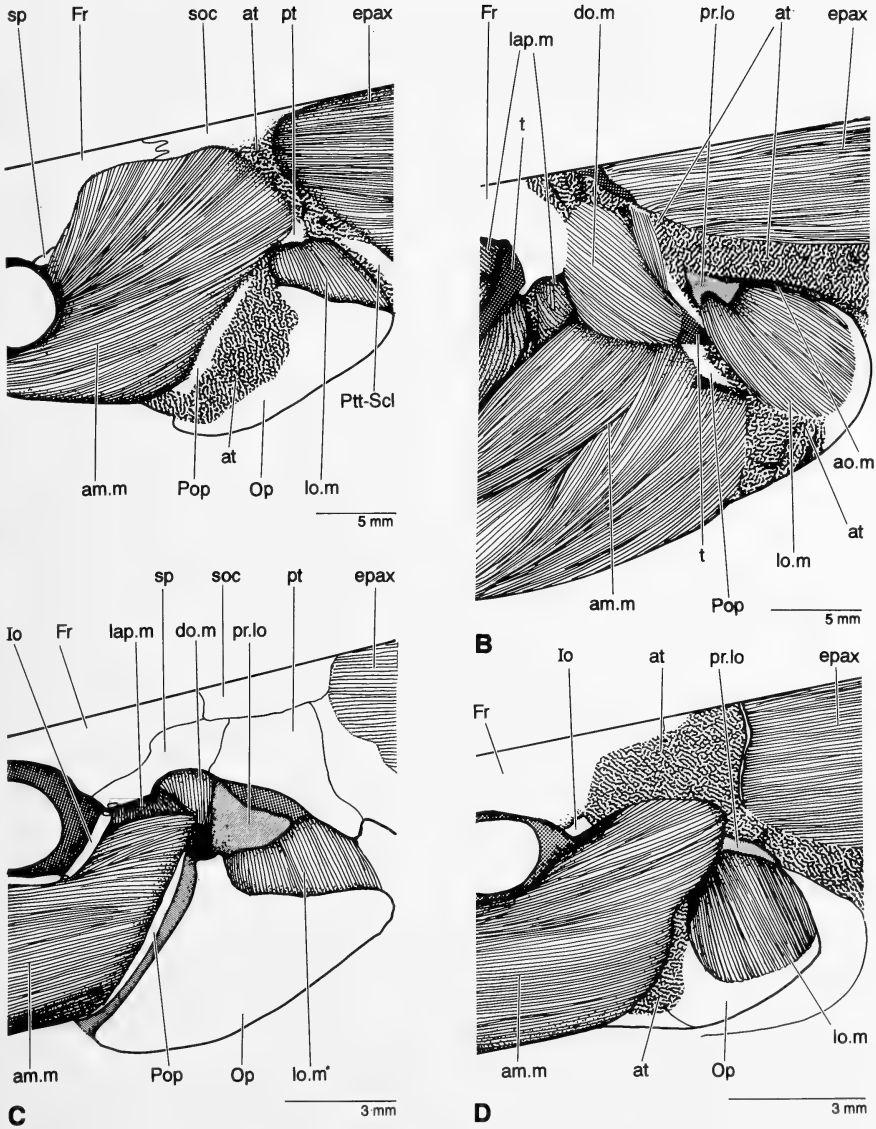 sp Fr soc at pt epax
Ptt-Scl
at
am.m Pop Op lo.m
5 mm
Fr do.m pr.lo at epax
lap.m
t
ao.m
at
t lo.m
am.m Pop
5 mm
B
sp soc pt epax
Io Fr lap.m do.m pr.lo
am.m Pop Op lo.m
3 mm
C
Io at pr.lo epax
Fr
lo.m
am.m at Op
3 mm
D